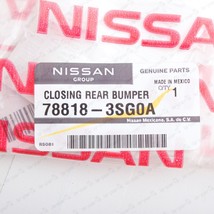 NISSAN
NISSAN
GROUP
GENUINE PARTS
MADE IN MEXICO
CLOSING REAR BUMPER
QTY. 1
78818-3SG0A
Nissan Mexicana, S.A. de C.V.